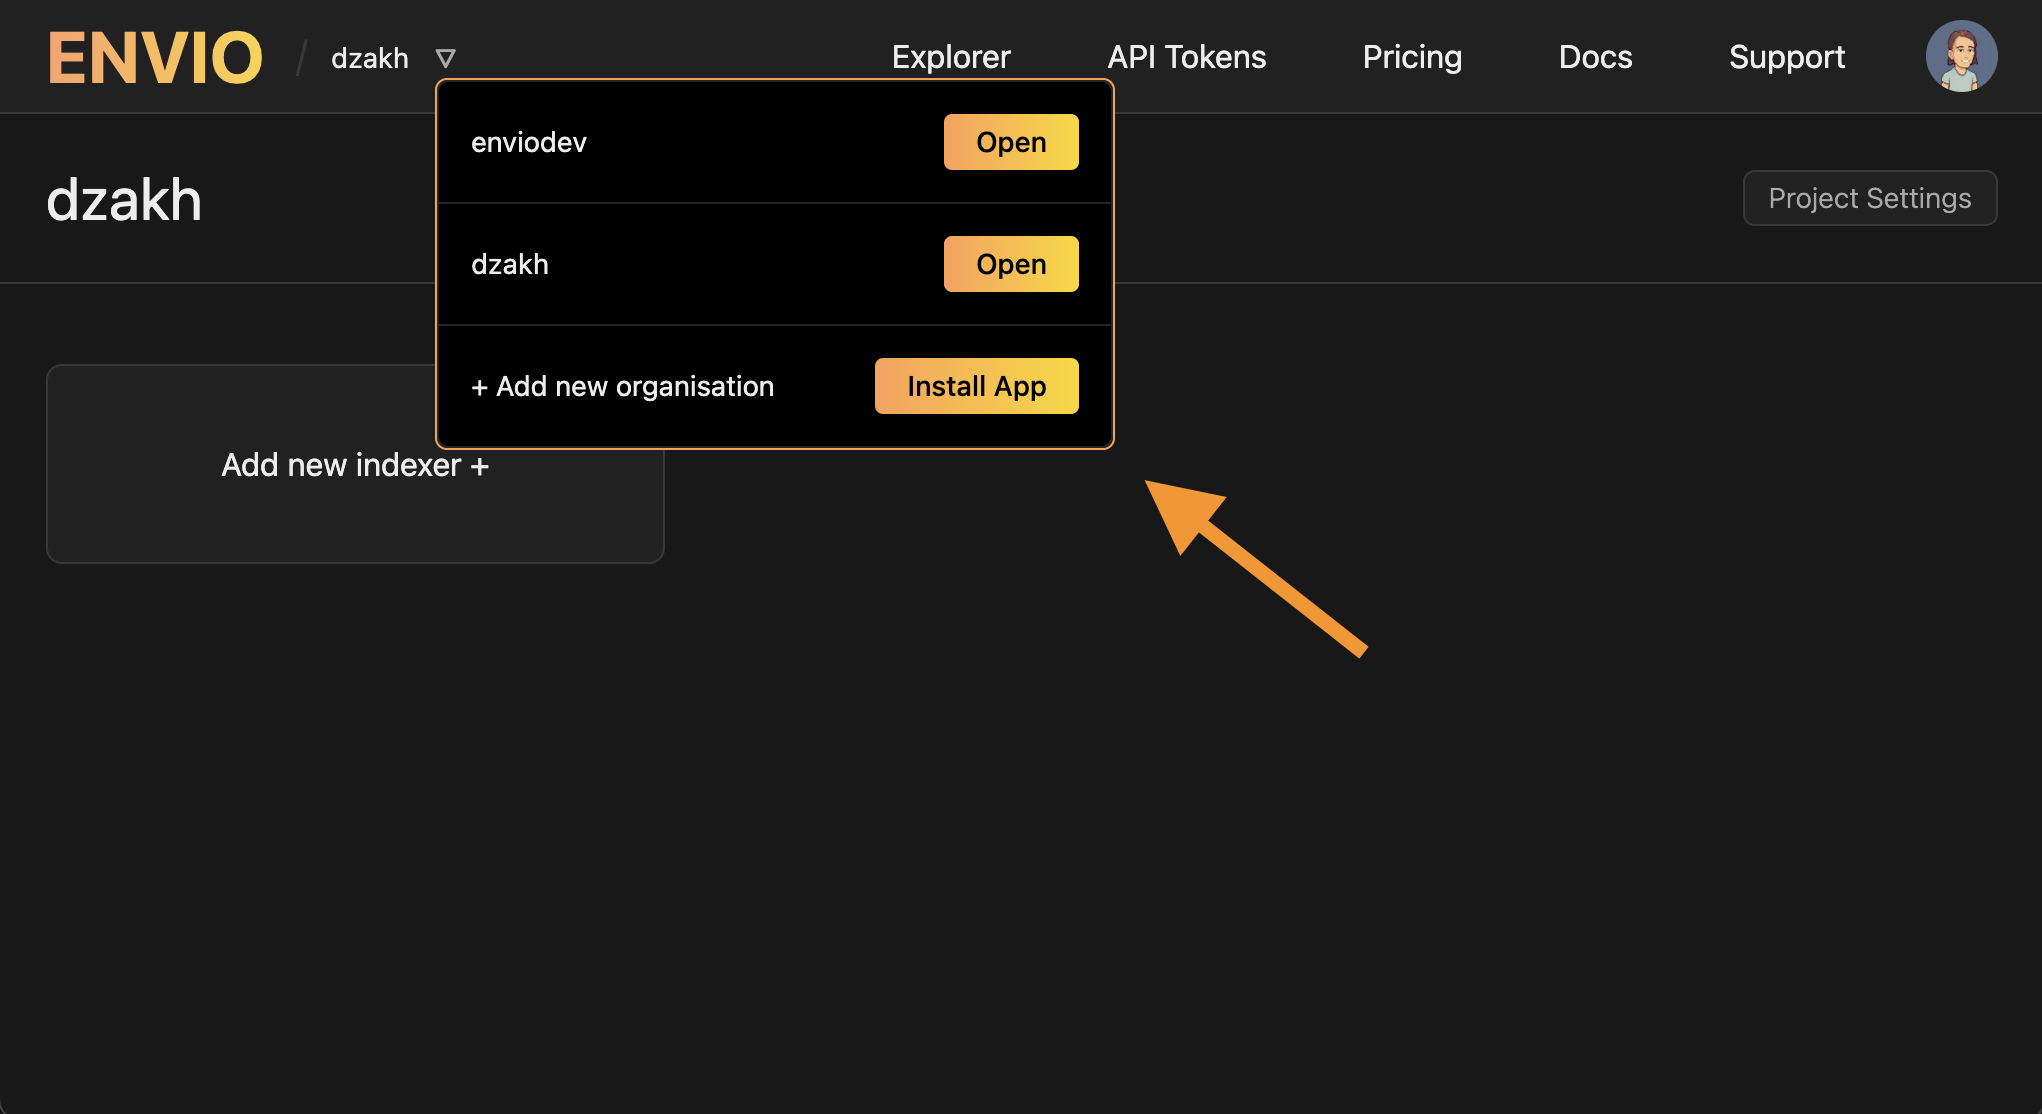 ENVIO / dzakh Explorer API Tokens Pricing Docs Support
enviodev Open
dzakh Project Settings
dzakh Open
+ Add new organisation Install App
Add new indexer +